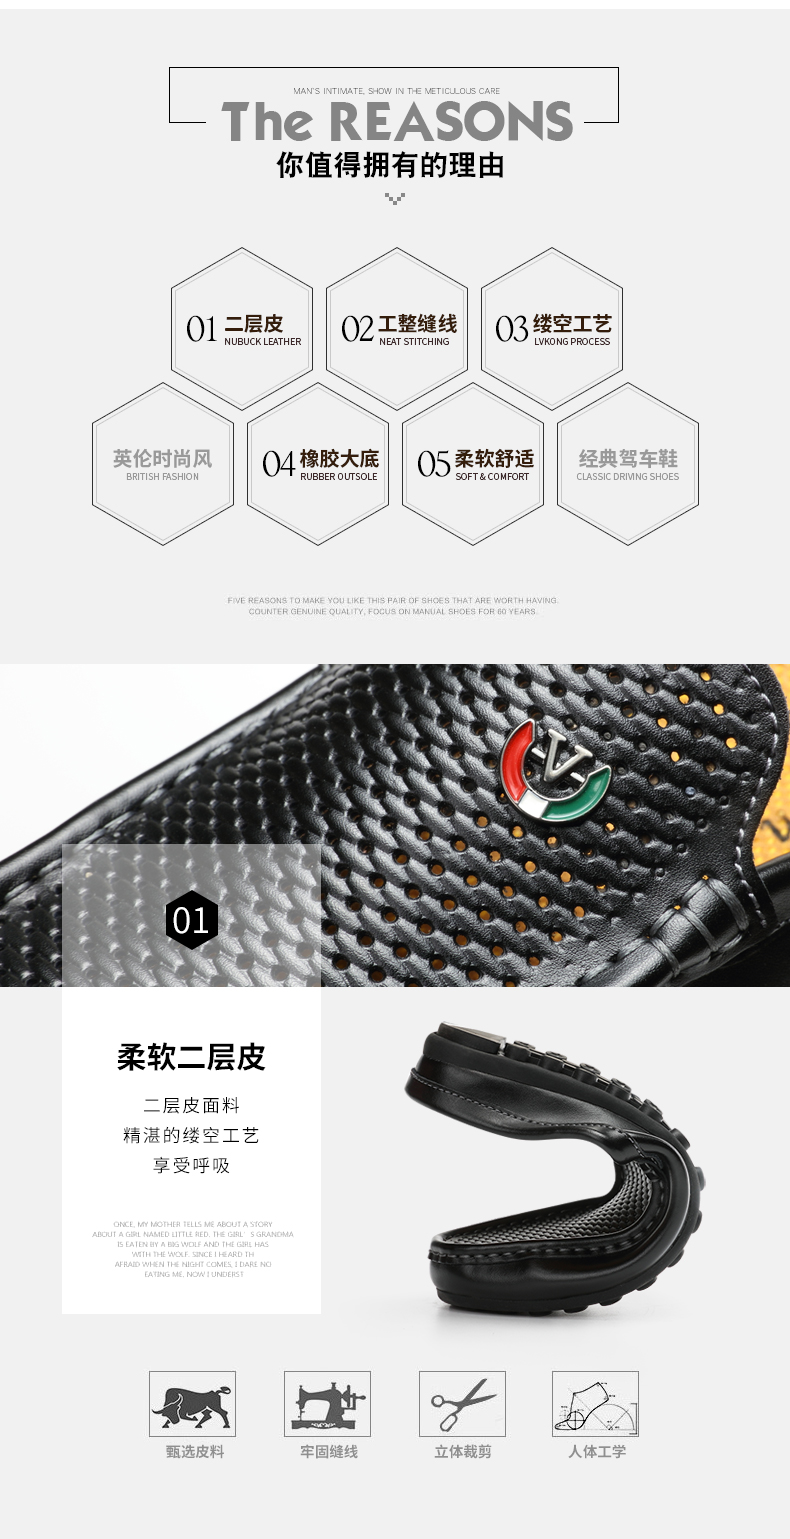 MAN'S INTIMATE, SHOW IN THE METICULOUS CARE
The REASONS
你值得拥有的理由
01 二层皮
NUBUCK LEATHER
02 工整缝线
NEAT STITCHING
03 缕空工艺
LVKONG PROCESS
英伦时尚风
BRITISH FASHION
04 橡胶大底
RUBBER OUTSOLE
05 柔软舒适
SOFT & COMFORT
经典驾车鞋
CLASSIC DRIVING SHOES
FIVE REASONS TO MAKE YOU LIKE THIS PAIR OF SHOES THAT ARE WORTH HAVING.
COUNTER GENUINE QUALITY, FOCUS ON MANUAL SHOES FOR 60 YEARS.
V
01
柔软二层皮
二层皮面料
精湛的缕空工艺
享受呼吸
ONCE, MY MOTHER TELLS ME ABOUT A STORY
ABOUT A GIRL NAMED LITTLE RED. THE GIRL'S GRANDMA
IS EATEN BY A BIG WOLF AND THE GIRL HAS
WITH THE WOLF. SINCE I HEARD TH
AFRAID WHEN THE NIGHT COMES, I DARE NO
EATING ME, NOW I UNDERST
甄选皮料
牢固缝线
立体裁剪
人体工学